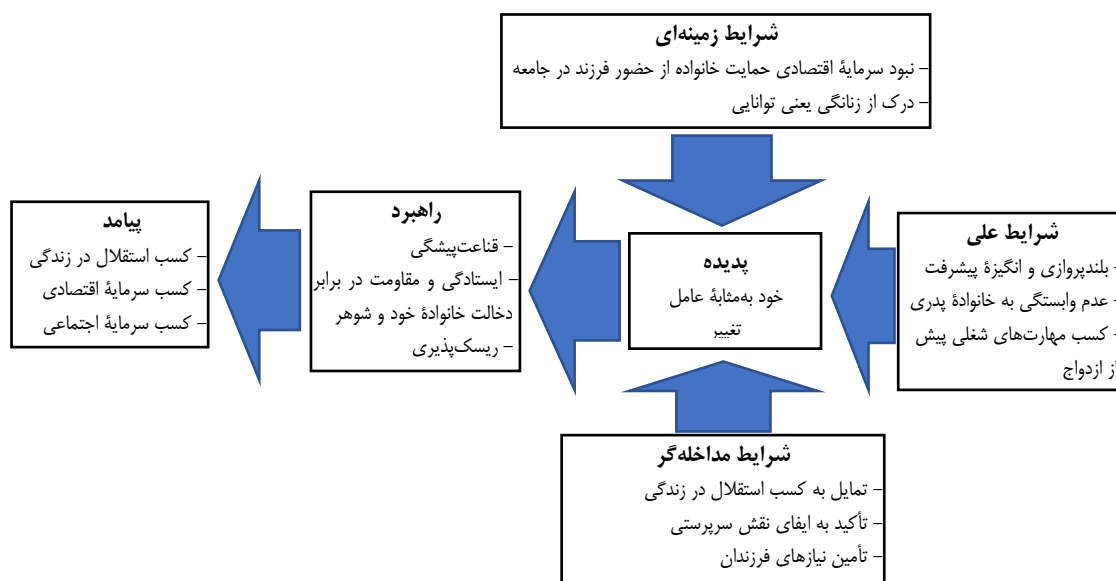 شرایط زمینه‌ای
- نبود سرمایهٔ اقتصادی حمایت خانواده از حضور فرزند در جامعه
- درک از زنانگی یعنی توانایی
شرایط علی
- بلندپروازی و انگیزهٔ پیشرفت
- عدم وابستگی به خانوادهٔ پدری
- کسب مهارت‌های شغلی پیش
از ازدواج
پدیده
خود به‌مثابهٔ عامل
تغییر
راهبرد
- قناعت‌پیشگی
- ایستادگی و مقاومت در برابر
دخالت خانوادهٔ خود و شوهر
- ریسک‌پذیری
پیامد
- کسب استقلال در زندگی
- کسب سرمایهٔ اقتصادی
- کسب سرمایهٔ اجتماعی
شرایط مداخله‌گر
- تمایل به کسب استقلال در زندگی
- تأکید به ایفای نقش سرپرستی
- تأمین نیازهای فرزندان